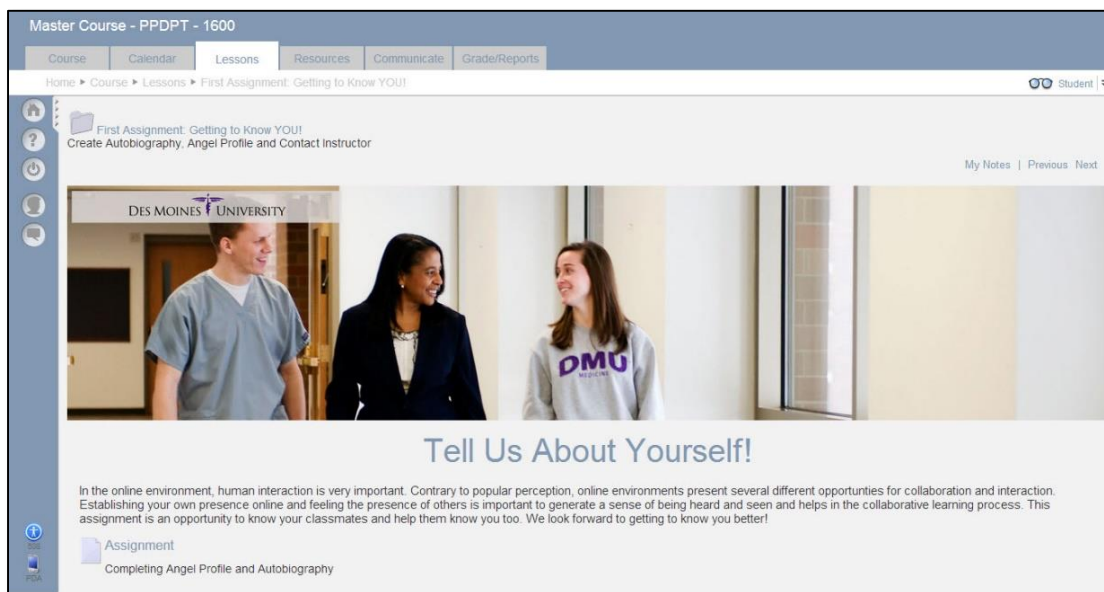 Master Course - PPDPT - 1600
Course Calendar Lessons Resources Communicate Grade/Reports
Home ▸ Course ▸ Lessons ▸ First Assignment: Getting to Know YOU!
Student
First Assignment: Getting to Know YOU!
Create Autobiography, Angel Profile and Contact Instructor
My Notes | Previous Next
DES MOINES UNIVERSITY
DMU
MEDICINE
Tell Us About Yourself!
In the online environment, human interaction is very important. Contrary to popular perception, online environments present several different opportunties for collaboration and interaction.
Establishing your own presence online and feeling the presence of others is important to generate a sense of being heard and seen and helps in the collaborative learning process. This
assignment is an opportunity to know your classmates and help them know you too. We look forward to getting to know you better!
Assignment
Completing Angel Profile and Autobiography
PDA